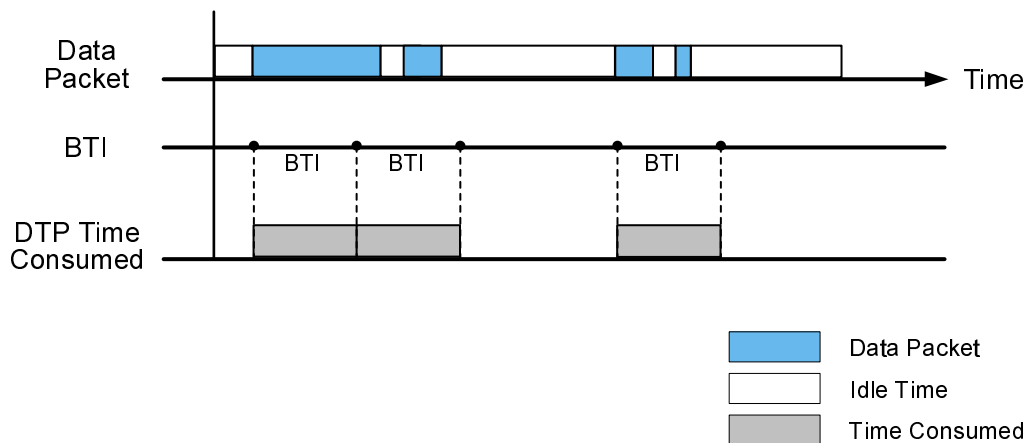 Data
Packet
Time
BTI
BTI
BTI
BTI
DTP Time
Consumed
Data Packet
Idle Time
Time Consumed